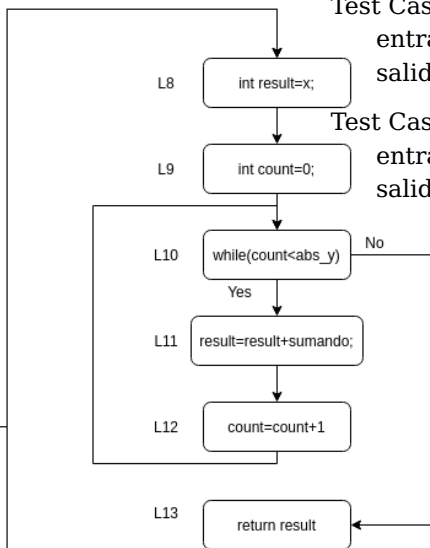 Test Cas
entra
salid
L8 int result=x;
Test Cas
L9 int count=0;
entra
salid
L10 while(count<abs_y) No
Yes
L11 result=result+sumando;
L12 count=count+1
L13 return result